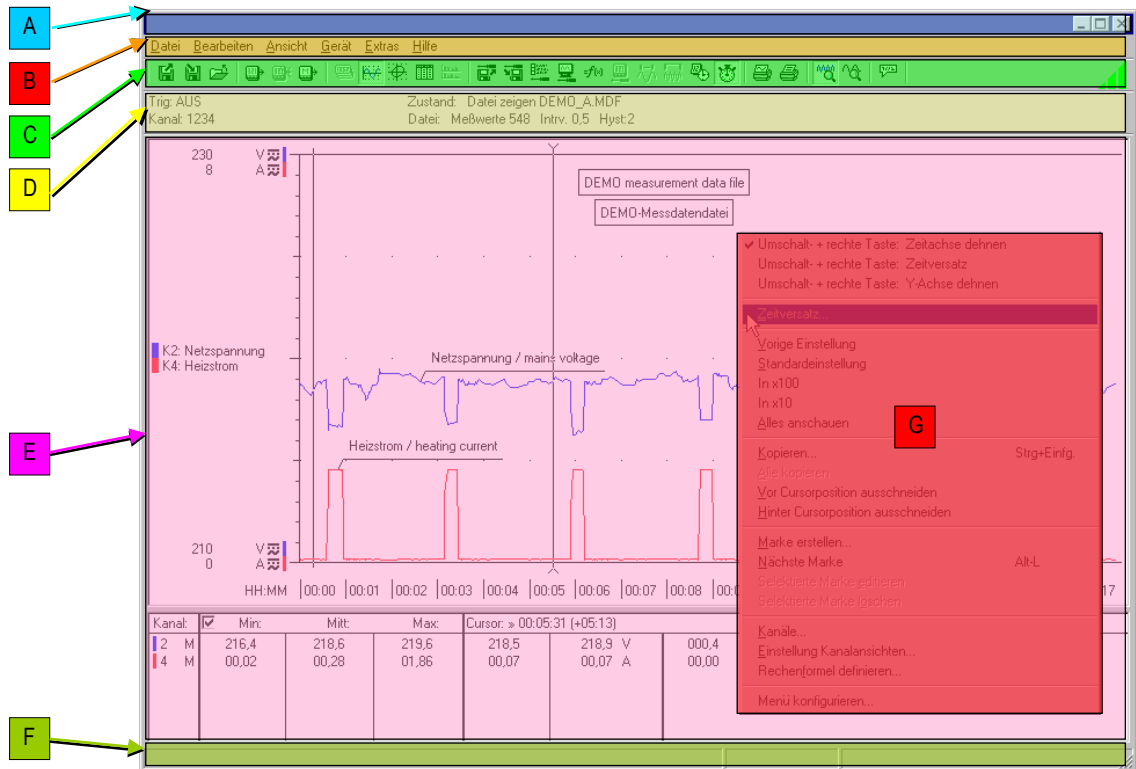 A
B
C
D
E
F
Datei Bearbeiten Ansicht Gerät Extras Hilfe
Trig: AUS Zustand: Datei zeigen DEMO_A.MDF
Kanal: 1234 Datei: Meßwerte 548 Intrv. 0,5 Hyst:2
230 V
8 A
DEMO measurement data file
DEMO-Messdatendatei
K2: Netzspannung
K4: Heizstrom
Netzspannung / mains voltage
Heizstrom / heating current
210 V
0 A
HH:MM 00:00 00:01 00:02 00:03 00:04 00:05 00:06 00:07 00:08 17
Umschalt- + rechte Taste: Zeitachse dehnen
Umschalt- + rechte Taste: Zeitversatz
Umschalt- + rechte Taste: Y-Achse dehnen
Zeitversatz...
Vorige Einstellung
Standardeinstellung
In x100
In x10
Alles anschauen
G
Kopieren... Strg+Einfg.
Alle kopieren
Vor Cursorposition ausschneiden
Hinter Cursorposition ausschneiden
Marke erstellen...
Nächste Marke Alt-L
Selektierte Marke editieren
Selektierte Marke löschen
Kanäle...
Einstellung Kanalansichten...
Rechenformel definieren...
Menü konfigurieren...
Kanal: Min: Mitt: Max: Cursor: » 00:05:31 (+05:13)
2 M 216,4 218,6 219,6 218,5 218,9 V 000,4
4 M 00,02 00,28 01,86 00,07 00,07 A 00,00